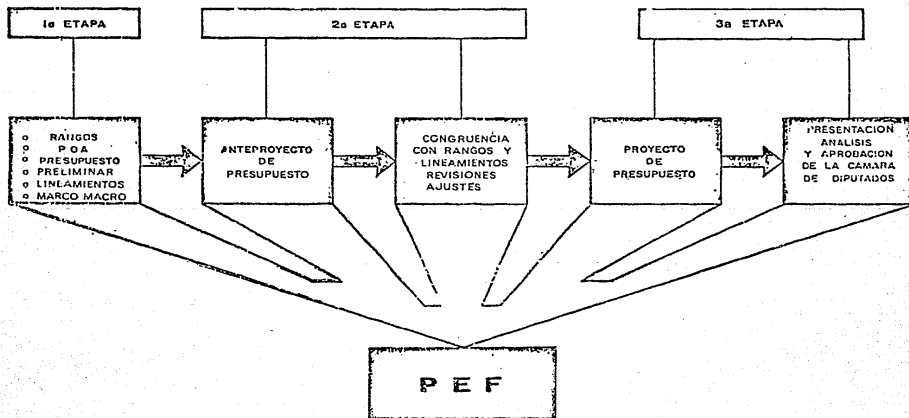 1a ETAPA
2a ETAPA
3a ETAPA
o RANGOS
o P O A
o PRESUPUESTO
o PRELIMINAR
o LINEAMIENTOS
o MARCO MACRO
ANTEPROYECTO
DE
PRESUPUESTO
CONGRUENCIA
CON RANGOS Y
LINEAMIENTOS
REVISIONES
AJUSTES
PROYECTO
DE
PRESUPUESTO
PRESENTACION
ANALISIS
Y APROBACION
DE LA CAMARA
DE DIPUTADOS
P E F